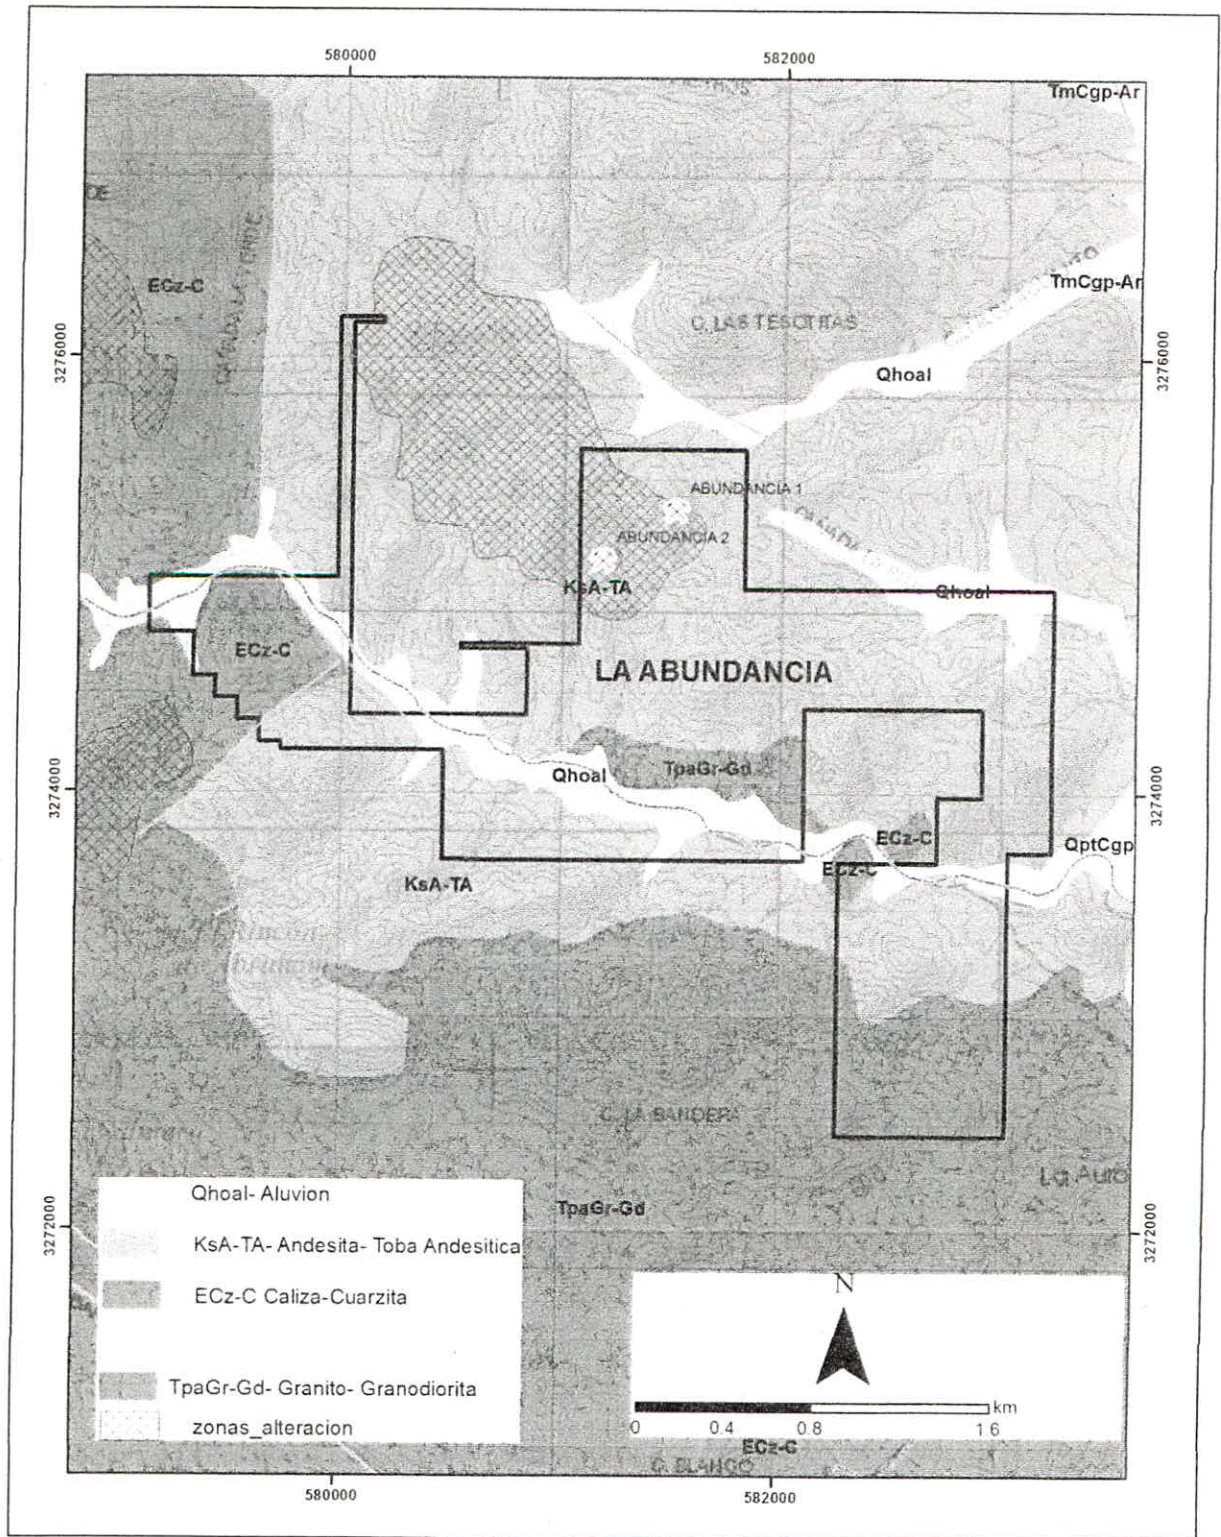 580000
582000
TmCgp-Ar
ECz-C
TmCgp-Ar
C. LAS TESOTITAS
3276000
3276000
Qhoal
ABUNDANCIA 1
ABUNDANCIA 2
KsA-TA
Qhoal
ECz-C
LA ABUNDANCIA
Qhoal
TpaGr-Gd
3274000
3274000
ECz-C
QptCgp
ECz-C
KsA-TA
C. LA BANDERA
La Auro
Qhoal- Aluvion
TpaGr-Gd
3272000
3272000
KsA-TA- Andesita- Toba Andesitica
ECz-C Caliza-Cuarzita
N
TpaGr-Gd- Granito- Granodiorita
km
zonas_alteracion
0 0.4 0.8 1.6
ECz-C
C. BLANCO
580000
582000